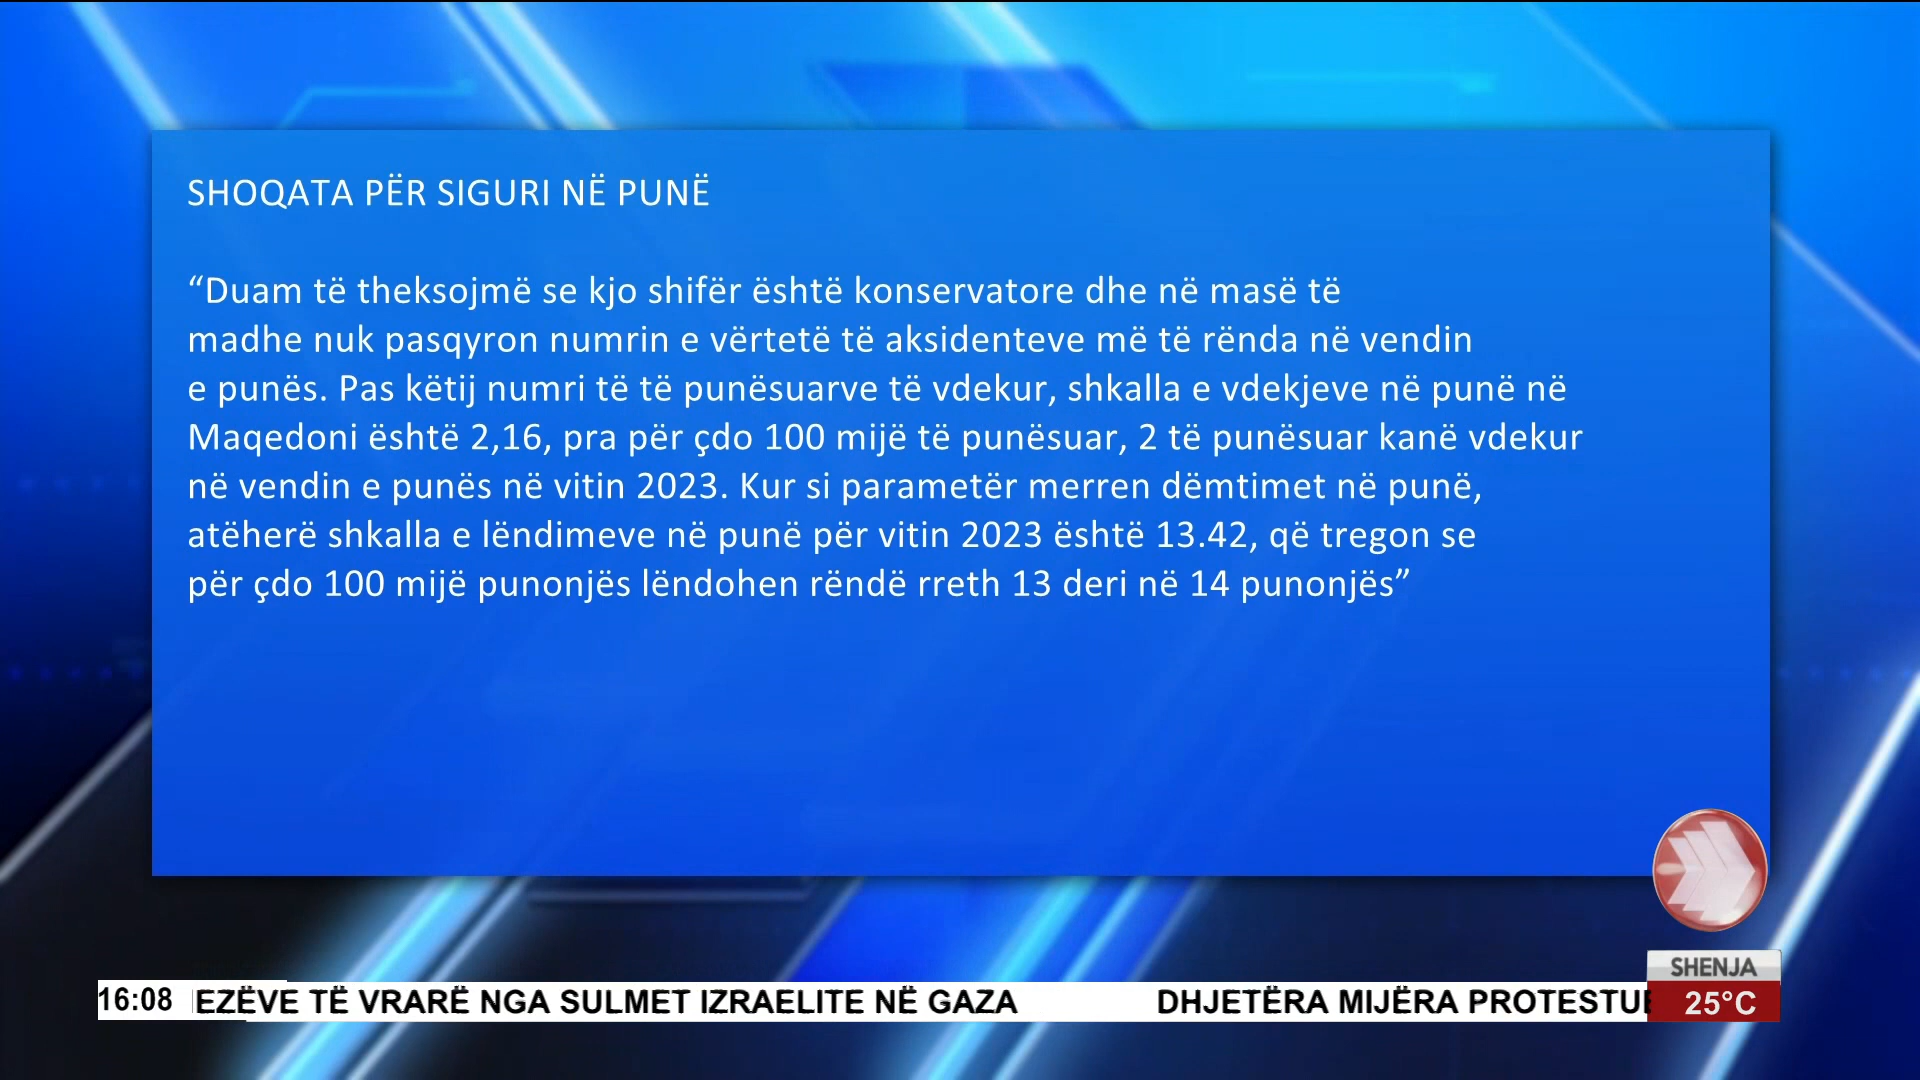 SHOQATA PËR SIGURI NË PUNË
“Duam të theksojmë se kjo shifër është konservatore dhe në masë të
madhe nuk pasqyron numrin e vërtetë të aksidenteve më të rënda në vendin
e punës. Pas këtij numri të të punësuarve të vdekur, shkalla e vdekjeve në punë në
Maqedoni është 2,16, pra për çdo 100 mijë të punësuar, 2 të punësuar kanë vdekur
në vendin e punës në vitin 2023. Kur si parametër merren dëmtimet në punë,
atëherë shkalla e lëndimeve në punë për vitin 2023 është 13.42, që tregon se
për çdo 100 mijë punonjës lëndohen rëndë rreth 13 deri në 14 punonjës”
SHENJA
16:08 EZËVE TË VRARË NGA SULMET IZRAELITE NË GAZA DHJETËRA MIJËRA PROTESTUE
25°C